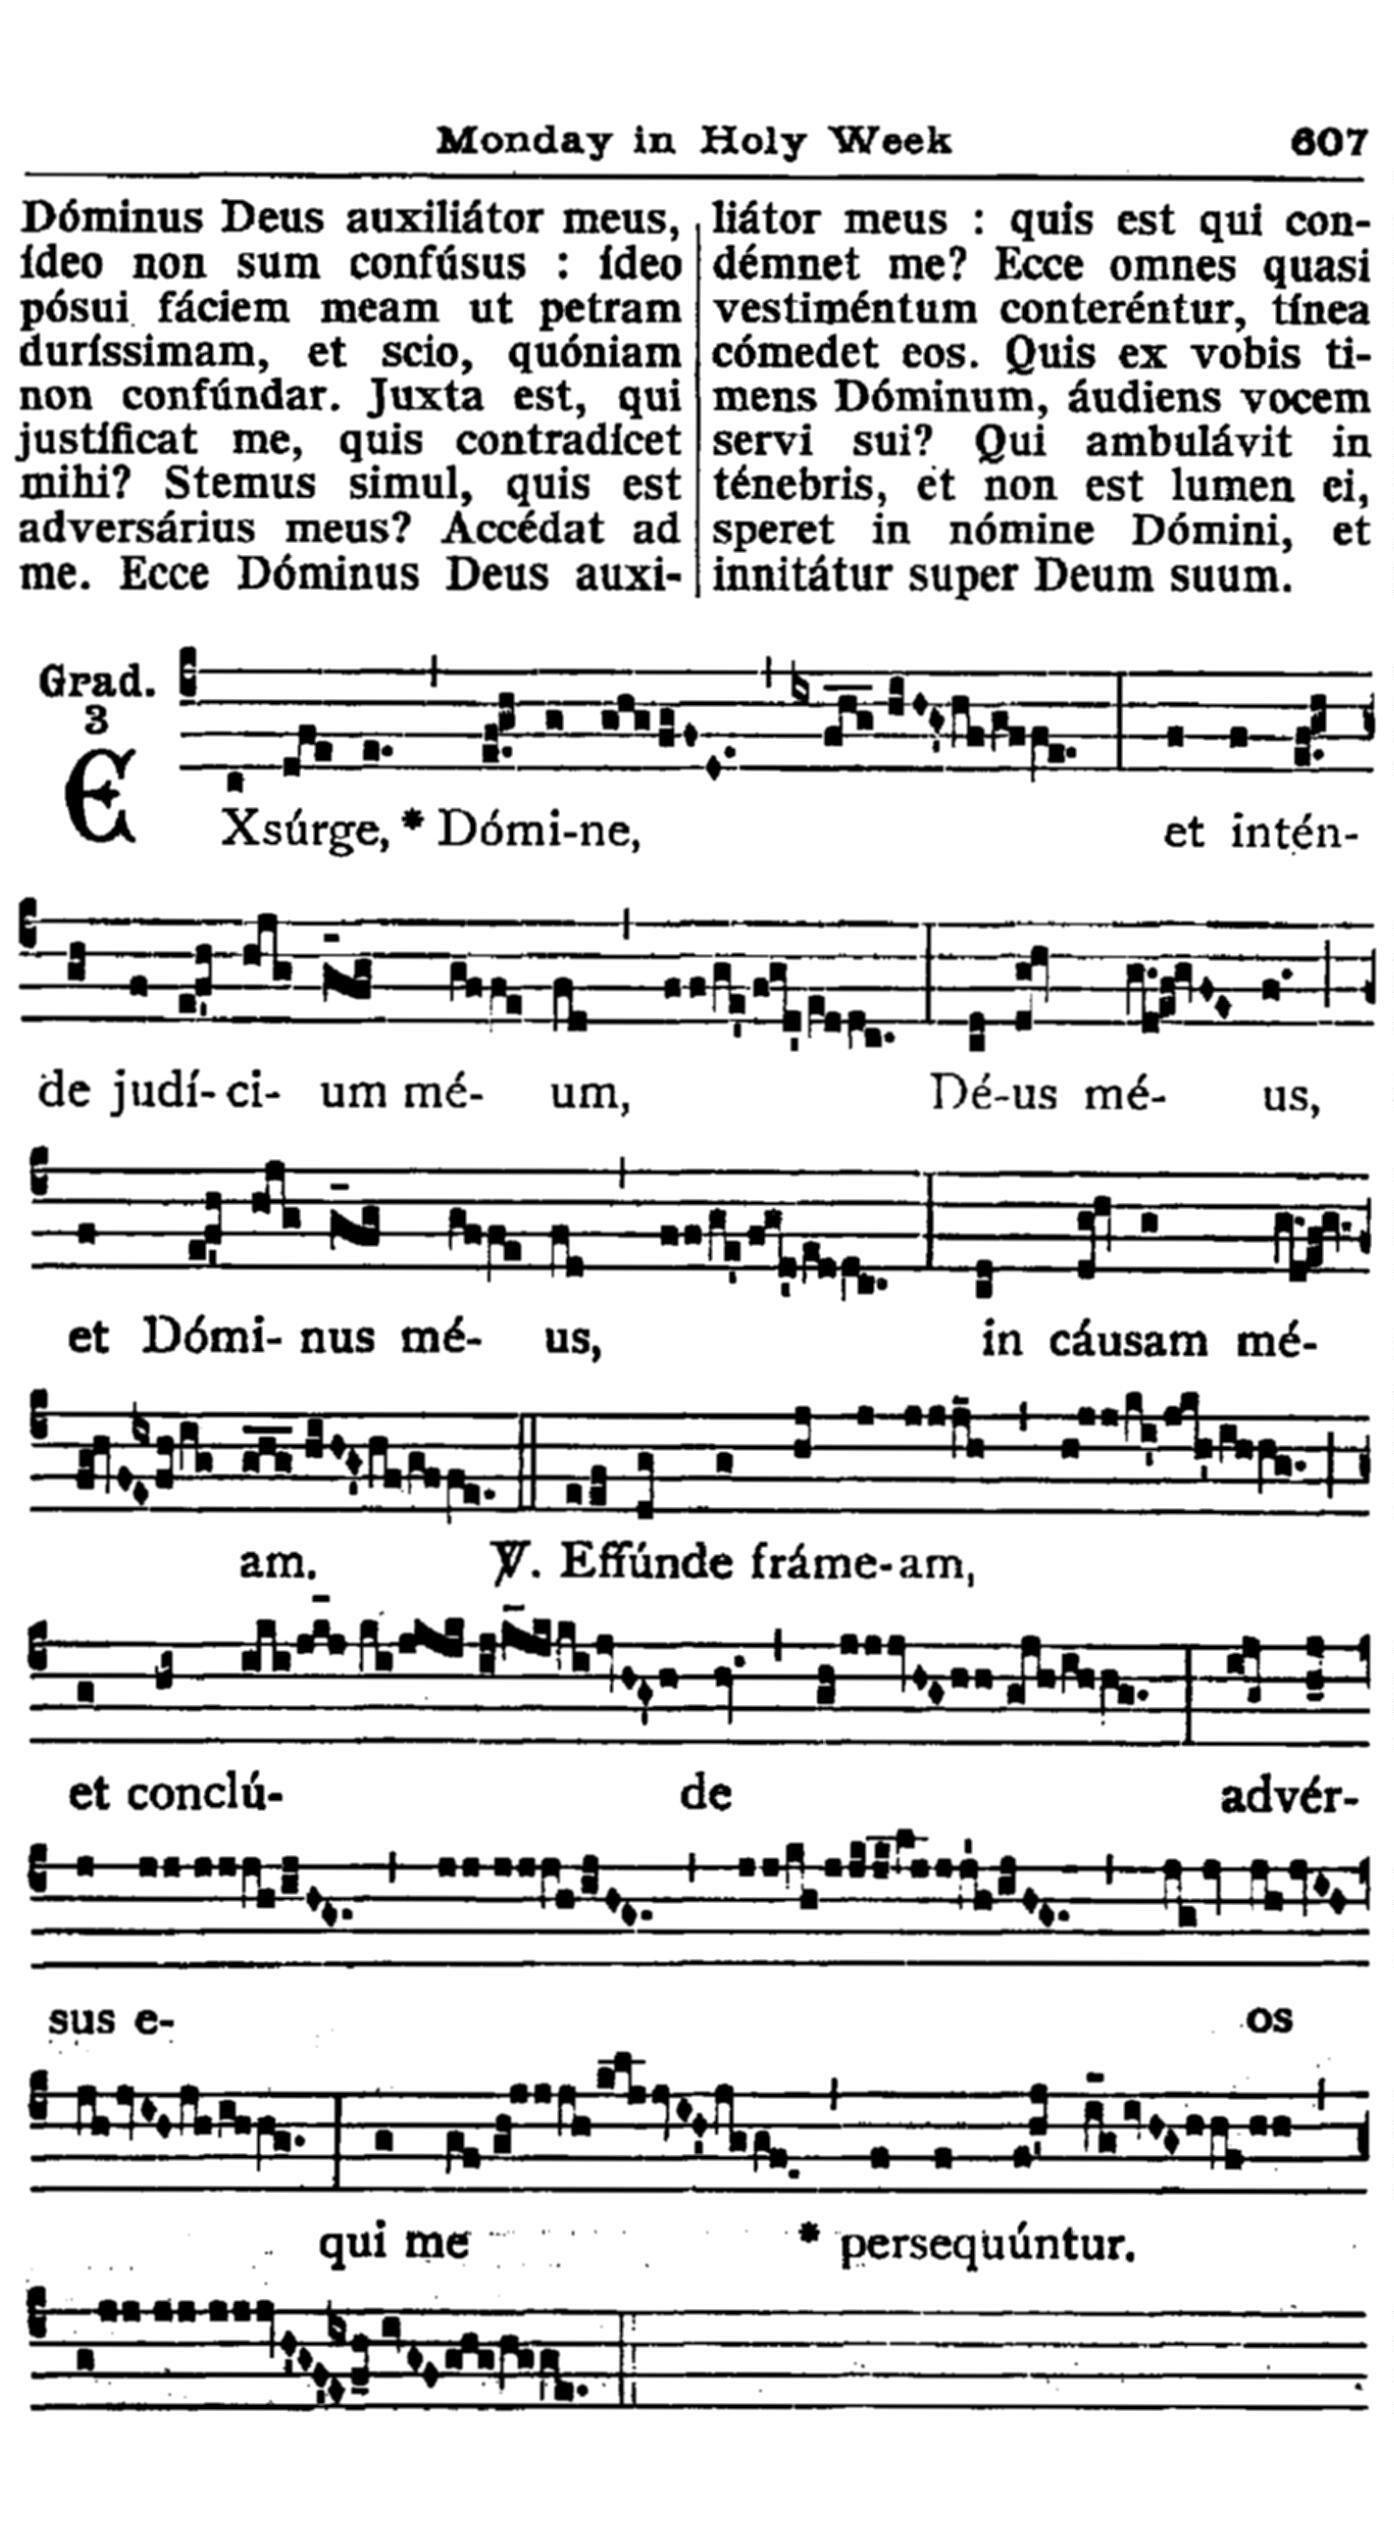 Monday in Holy Week 607
Dóminus Deus auxiliátor meus,
ídeo non sum confúsus : ídeo
pósui fáciem meam ut petram
duríssimam, et scio, quóniam
non confúndar. Juxta est, qui
justíficat me, quis contradícet
mihi? Stemus simul, quis est
adversárius meus? Accédat ad
me. Ecce Dóminus Deus auxi-
liátor meus : quis est qui con-
démnet me? Ecce omnes quasi
vestiméntum conteréntur, tínea
cómedet eos. Quis ex vobis ti-
mens Dóminum, áudiens vocem
servi sui? Qui ambulávit in
ténebris, et non est lumen ei,
speret in nómine Dómini, et
innitátur super Deum suum.
Grad.
3
EXsúrge, * Dómi-ne, et intén-
de judí- ci- um mé- um, Dé-us mé- us,
et Dómi- nus mé- us, in cáusam mé-
am. ℣. Effúnde fráme-am,
et conclú- de advér-
sus e- os
qui me * persequúntur.